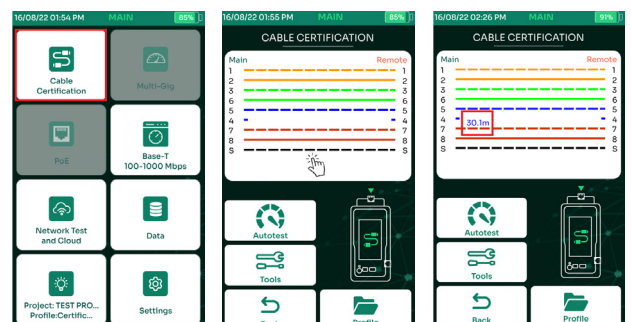 16/08/22 01:54 PM MAIN 85%
Cable
Certification
Multi-Gig
PoE
Base-T
100-1000 Mbps
Network Test
and Cloud
Data
Project: TEST PRO...
Profile:Certific...
Settings
16/08/22 01:55 PM MAIN 85%
CABLE CERTIFICATION
Main Remote
1 1
2 2
3 3
6 6
5 5
4 4
7 7
8 8
S S
Autotest
Tools
16/08/22 02:26 PM MAIN 91%
CABLE CERTIFICATION
Main Remote
1 1
2 2
3 3
6 6
5 5
4 30.1m 4
7 7
8 8
S S
Autotest
Tools
Back
Profile